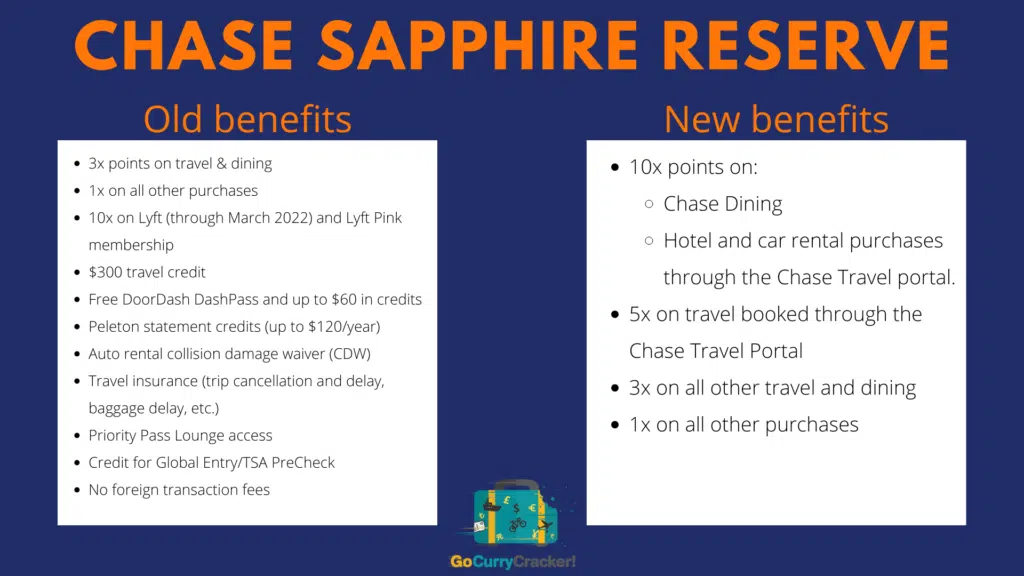 CHASE SAPPHIRE RESERVE
Old benefits
• 3x points on travel & dining
• 1x on all other purchases
• 10x on Lyft (through March 2022) and Lyft Pink
membership
• $300 travel credit
• Free DoorDash DashPass and up to $60 in credits
• Peleton statement credits (up to $120/year)
• Auto rental collision damage waiver (CDW)
• Travel insurance (trip cancellation and delay,
baggage delay, etc.)
• Priority Pass Lounge access
• Credit for Global Entry/TSA PreCheck
• No foreign transaction fees
New benefits
• 10x points on:
○ Chase Dining
○ Hotel and car rental purchases
through the Chase Travel portal.
• 5x on travel booked through the
Chase Travel Portal
• 3x on all other travel and dining
• 1x on all other purchases
GoCurryCracker!